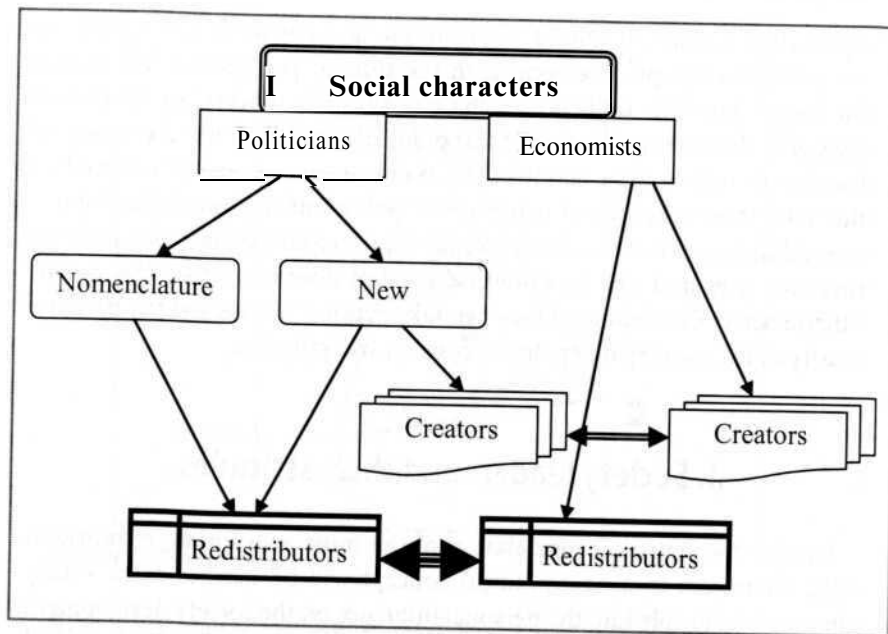 I Social characters
Politicians
Economists
Nomenclature
New
Creators
Creators
Redistributors
Redistributors